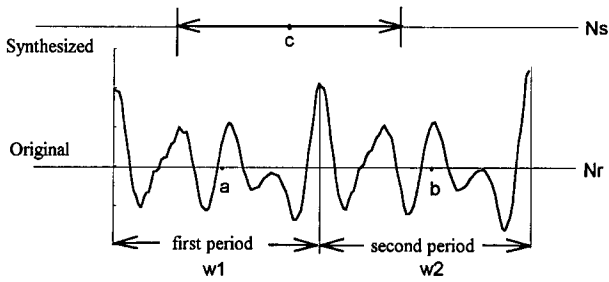 c Ns
Synthesized
Original
a b Nr
first period second period
w1 w2